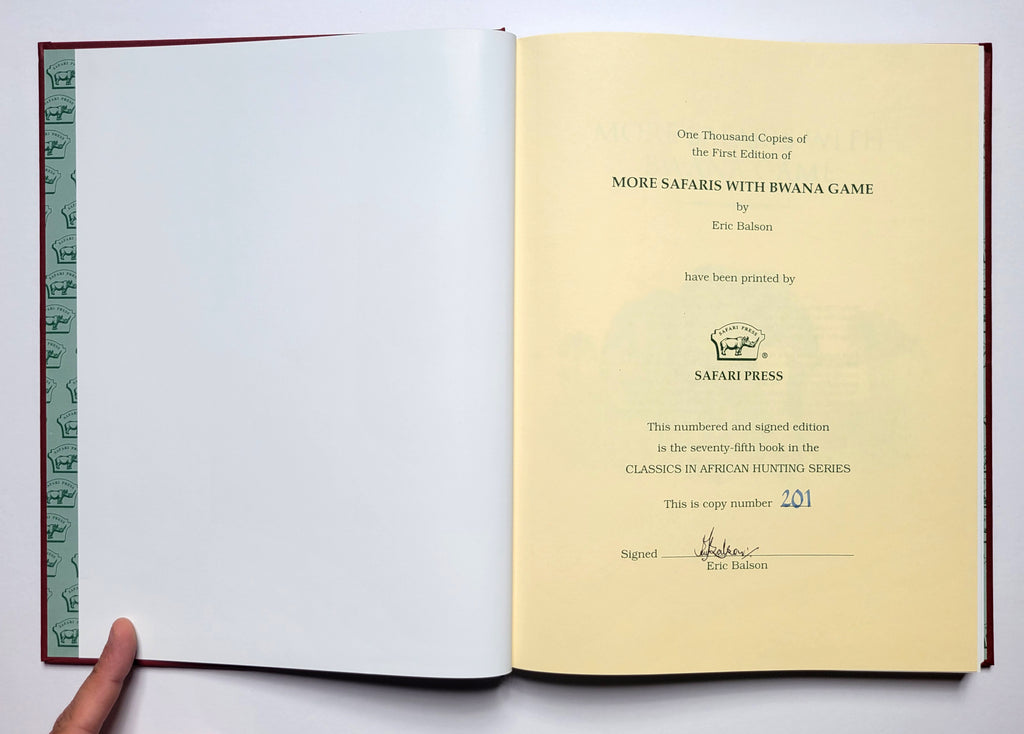 One Thousand Copies of
the First Edition of
MORE SAFARIS WITH BWANA GAME
by
Eric Balson
have been printed by
SAFARI PRESS
®
SAFARI PRESS
This numbered and signed edition
is the seventy-fifth book in the
CLASSICS IN AFRICAN HUNTING SERIES
This is copy number 201
Signed
Eric Balson